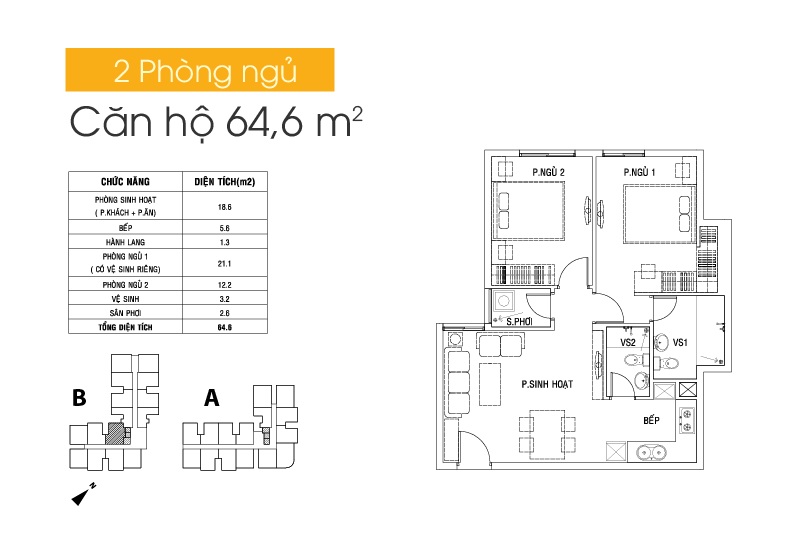 2 Phòng ngủ
Căn hộ 64,6 m²
CHỨC NĂNG DIỆN TÍCH(m2)
PHÒNG SINH HOẠT
( P.KHÁCH + P.ĂN) 18.6
BẾP 5.6
HÀNH LANG 1.3
PHÒNG NGỦ 1
( CÓ VỆ SINH RIÊNG) 21.1
PHÒNG NGỦ 2 12.2
VỆ SINH 3.2
SÂN PHƠI 2.6
TỔNG DIỆN TÍCH 64.6
B
A
N
P.NGỦ 2
P.NGỦ 1
S.PHƠI
VS2
VS1
P.SINH HOẠT
BẾP